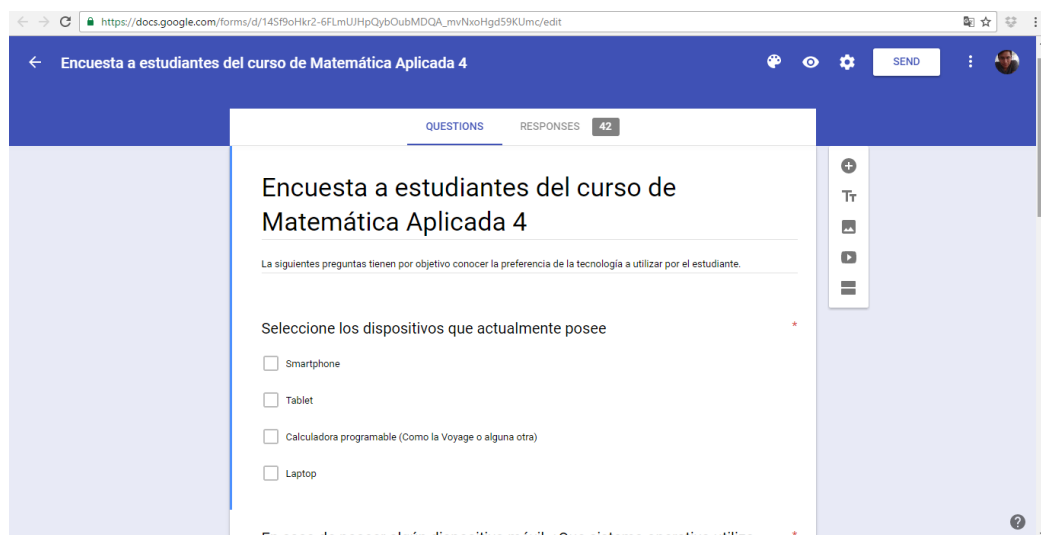 https://docs.google.com/forms/d/14Sf9oHkr2-6FLmUJHpQybOubMDQA_mvNxoHgd59KUmc/edit
Encuesta a estudiantes del curso de Matemática Aplicada 4
SEND
QUESTIONS RESPONSES 42
Encuesta a estudiantes del curso de
Matemática Aplicada 4
La siguientes preguntas tienen por objetivo conocer la preferencia de la tecnología a utilizar por el estudiante.
Seleccione los dispositivos que actualmente posee *
Smartphone
Tablet
Calculadora programable (Como la Voyage o alguna otra)
Laptop